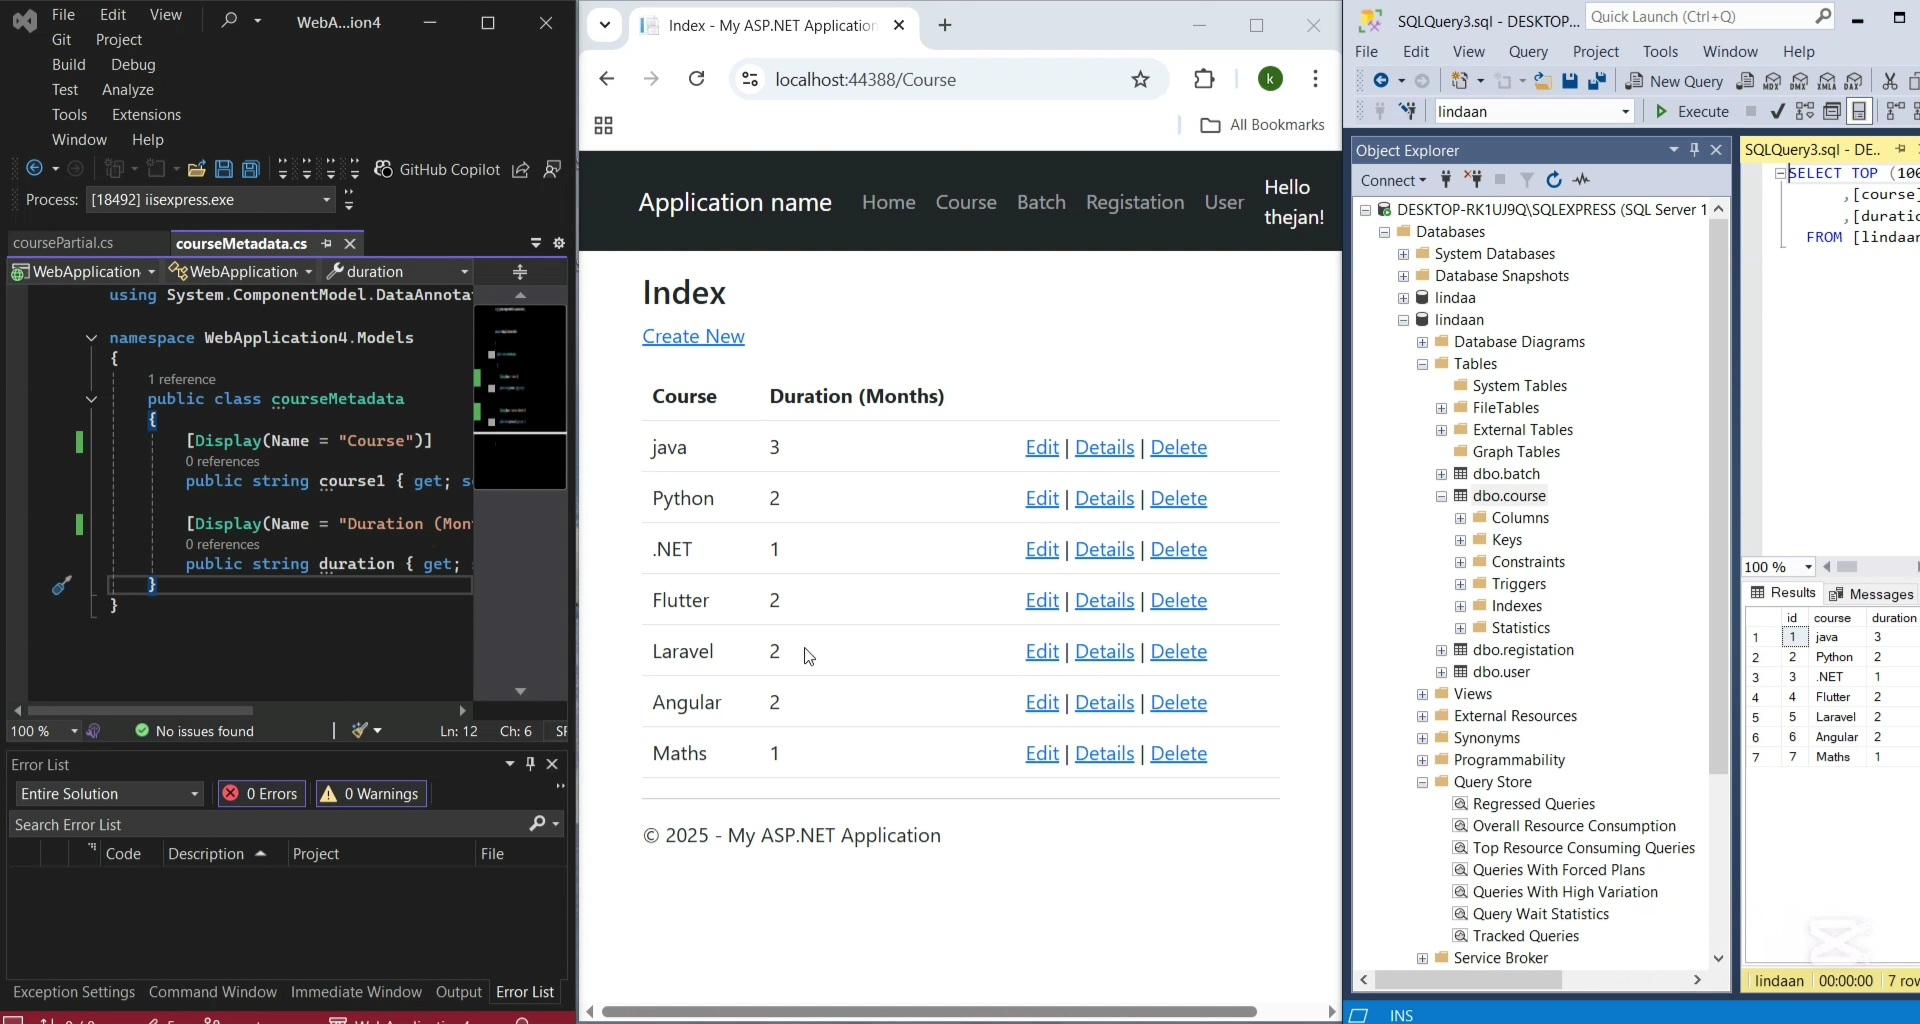 File Edit View
WebA...ion4
Git Project
Build Debug
Test Analyze
Tools Extensions
Window Help
GitHub Copilot
Process: [18492] iisexpress.exe
coursePartial.cs courseMetadata.cs
WebApplication WebApplication duration
using System.ComponentModel.DataAnnota
namespace WebApplication4.Models
{
1 reference
public class courseMetadata
{
[Display(Name = "Course")]
0 references
public string course1 { get; s
[Display(Name = "Duration (Mon
0 references
public string duration { get;
}
}
100 % No issues found Ln: 12 Ch: 6 SP
Error List
Entire Solution 0 Errors 0 Warnings
Search Error List
Code Description Project File
Exception Settings Command Window Immediate Window Output Error List
Index - My ASP.NET Application
localhost:44388/Course
k
All Bookmarks
Application name Home Course Batch Registration User Hello thejan!
Index
Create New
Course Duration (Months)
java 3 Edit | Details | Delete
Python 2 Edit | Details | Delete
.NET 1 Edit | Details | Delete
Flutter 2 Edit | Details | Delete
Laravel 2 Edit | Details | Delete
Angular 2 Edit | Details | Delete
Maths 1 Edit | Details | Delete
© 2025 - My ASP.NET Application
SQLQuery3.sql - DESKTOP... Quick Launch (Ctrl+Q)
File Edit View Query Project Tools Window Help
New Query MDX DMX XMLA DAX
lindaan Execute
Object Explorer
Connect
DESKTOP-RK1UJ9Q\SQLEXPRESS (SQL Server 1
Databases
System Databases
Database Snapshots
lindaa
lindaan
Database Diagrams
Tables
System Tables
FileTables
External Tables
Graph Tables
dbo.batch
dbo.course
Columns
Keys
Constraints
Triggers
Indexes
Statistics
dbo.registation
dbo.user
Views
External Resources
Synonyms
Programmability
Query Store
Regressed Queries
Overall Resource Consumption
Top Resource Consuming Queries
Queries With Forced Plans
Queries With High Variation
Query Wait Statistics
Tracked Queries
Service Broker
SQLQuery3.sql - DE..
SELECT TOP (100
,[course]
,[duratio
FROM [lindaan
100 %
Results Messages
id course duration
1 1 java 3
2 2 Python 2
3 3 .NET 1
4 4 Flutter 2
5 5 Laravel 2
6 6 Angular 2
7 7 Maths 1
lindaan 00:00:00 7 row
INS